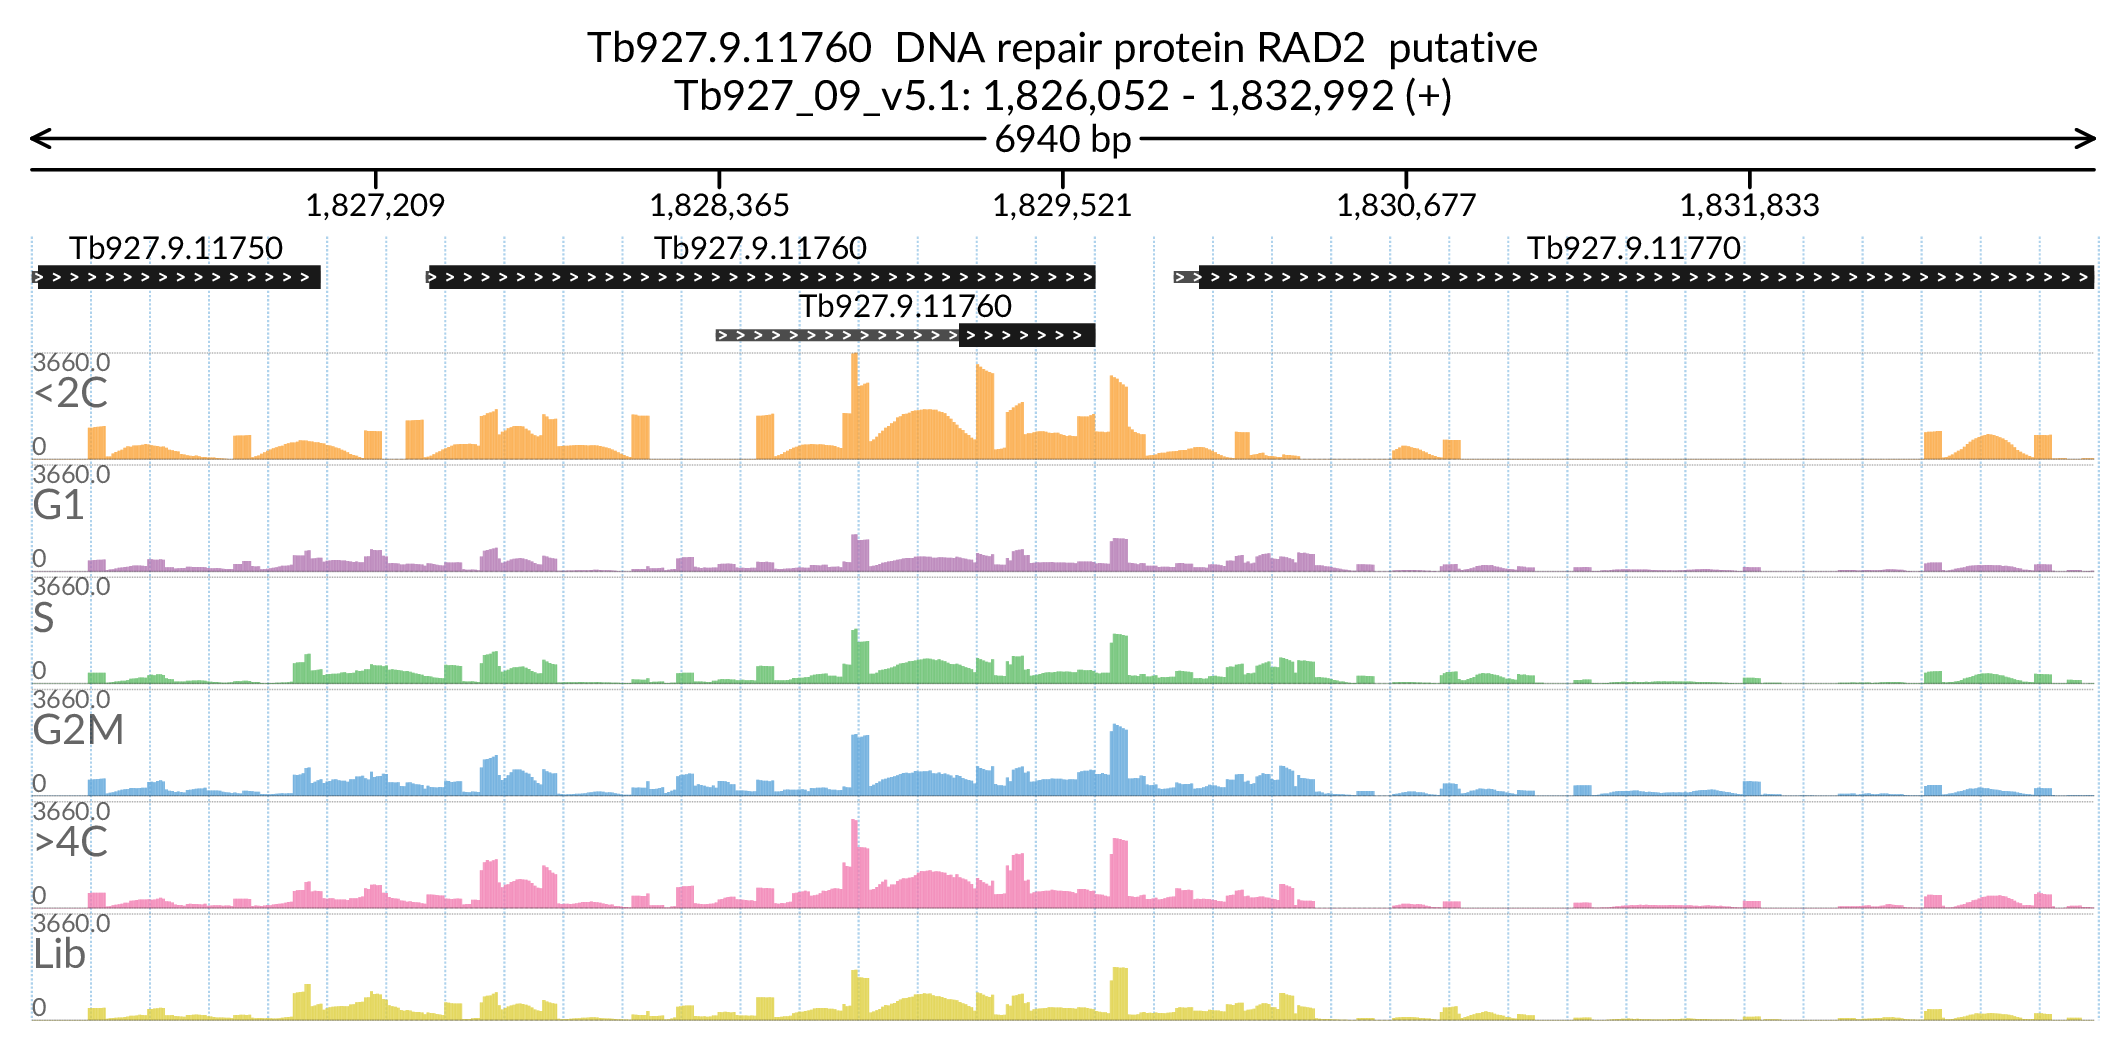 Tb927.9.11760  DNA repair protein RAD2  putative
Tb927_09_v5.1: 1,826,052 - 1,832,992 (+)
6940 bp
1,827,209 1,828,365 1,829,521 1,830,677 1,831,833
Tb927.9.11750 Tb927.9.11760 Tb927.9.11770
Tb927.9.11760
3660.0
<2C
0
3660.0
G1
0
3660.0
S
0
3660.0
G2M
0
3660.0
>4C
0
3660.0
Lib
0